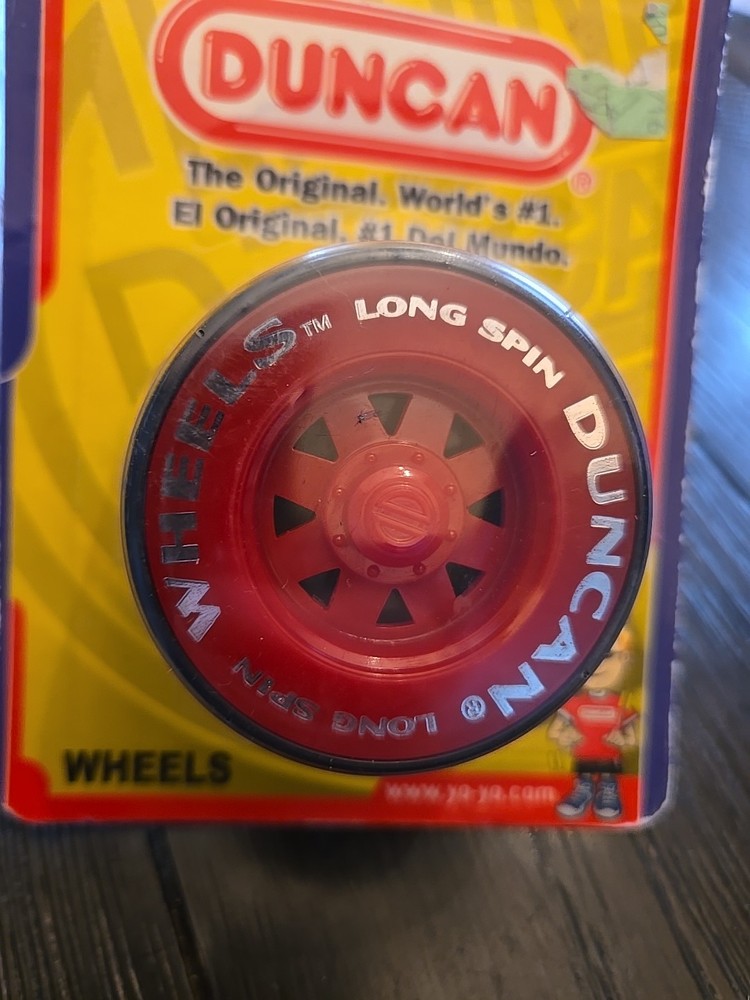 DUNCAN®
The Original. World's #1.
El Original. #1 Del Mundo.
WHEELS™ LONG SPIN
DUNCAN® LONG SPIN
WHEELS
www.yo-yo.com
DUNCAN